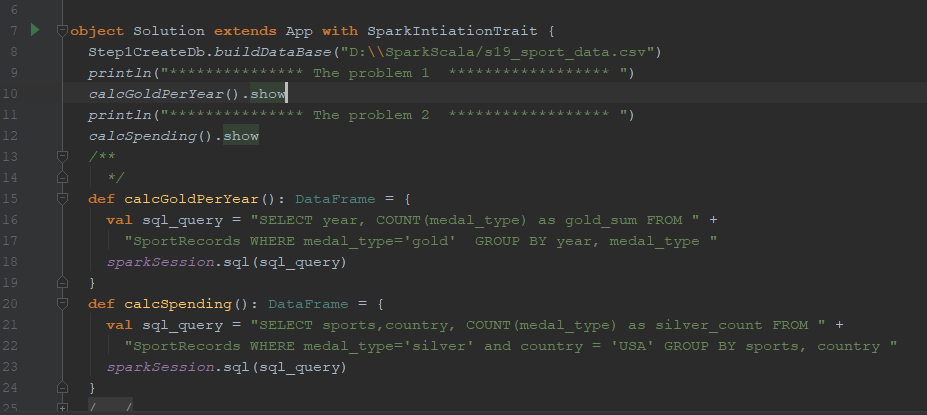 6
7 object Solution extends App with SparkIntiationTrait {
8 Step1CreateDb.buildDataBase("D:\\SparkScala/s19_sport_data.csv")
9 println("*************** The problem 1  ****************** ")
10 calcGoldPerYear().show
11 println("*************** The problem 2  ****************** ")
12 calcSpending().show
13 /**
14 */
15 def calcGoldPerYear(): DataFrame = {
16 val sql_query = "SELECT year, COUNT(medal_type) as gold_sum FROM " +
17 "SportRecords WHERE medal_type='gold'  GROUP BY year, medal_type "
18 sparkSession.sql(sql_query)
19 }
20 def calcSpending(): DataFrame = {
21 val sql_query = "SELECT sports,country, COUNT(medal_type) as silver_count FROM " +
22 "SportRecords WHERE medal_type='silver' and country = 'USA' GROUP BY sports, country "
23 sparkSession.sql(sql_query)
24 }
25